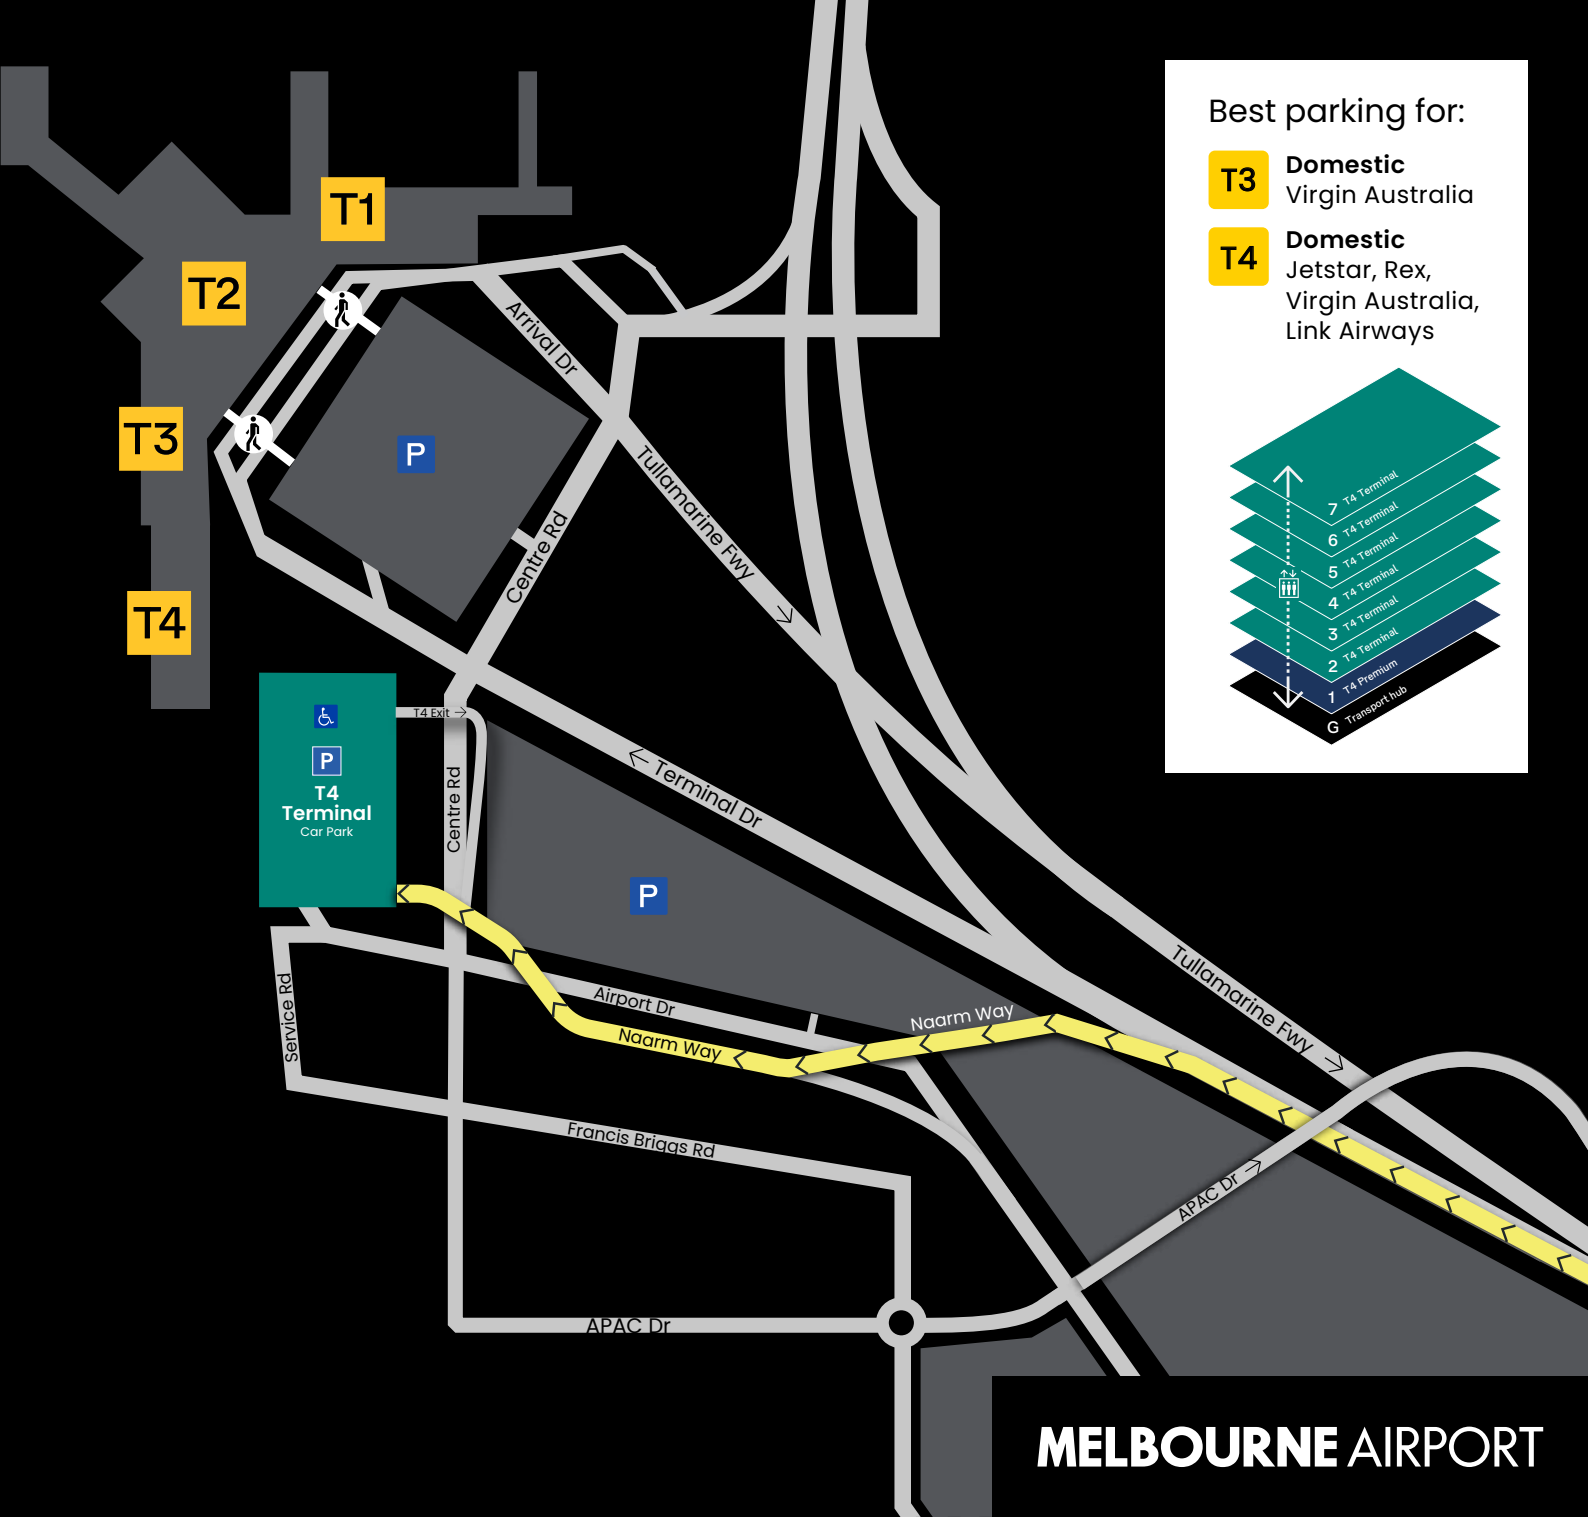 Best parking for:
T3
Domestic
Virgin Australia
T4
Domestic
Jetstar, Rex,
Virgin Australia,
Link Airways
7 T4 Terminal
6 T4 Terminal
5 T4 Terminal
4 T4 Terminal
3 T4 Terminal
2 T4 Terminal
1 T4 Premium
G Transport hub
T1
T2
T3
T4
P
Arrival Dr
Tullamarine Fwy
Centre Rd
T4 Exit
P
T4
Terminal
Car Park
Centre Rd
Terminal Dr
P
Tullamarine Fwy
Naarm Way
Airport Dr
Naarm Way
Service Rd
Francis Briggs Rd
APAC Dr
APAC Dr
MELBOURNE AIRPORT